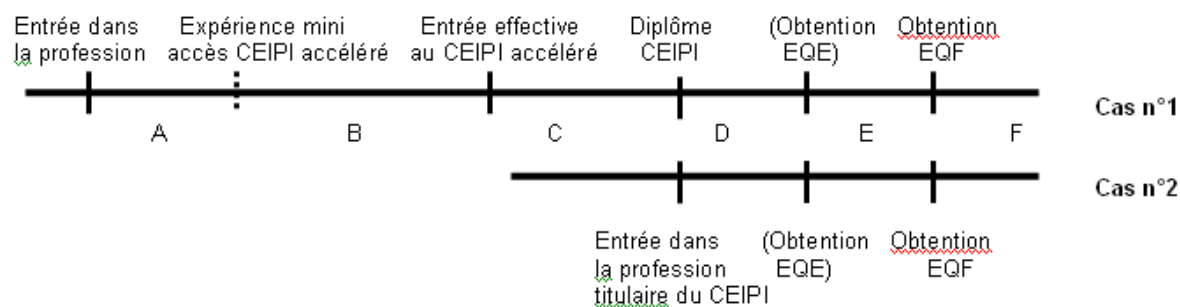 Entrée dans Expérience mini Entrée effective Diplôme (Obtention Obtention
la profession accès CEIPI accéléré au CEIPI accéléré CEIPI EQE) EQF
Cas n°1
A B C D E F
Cas n°2
Entrée dans (Obtention Obtention
la profession EQE) EQF
titulaire du CEIPI